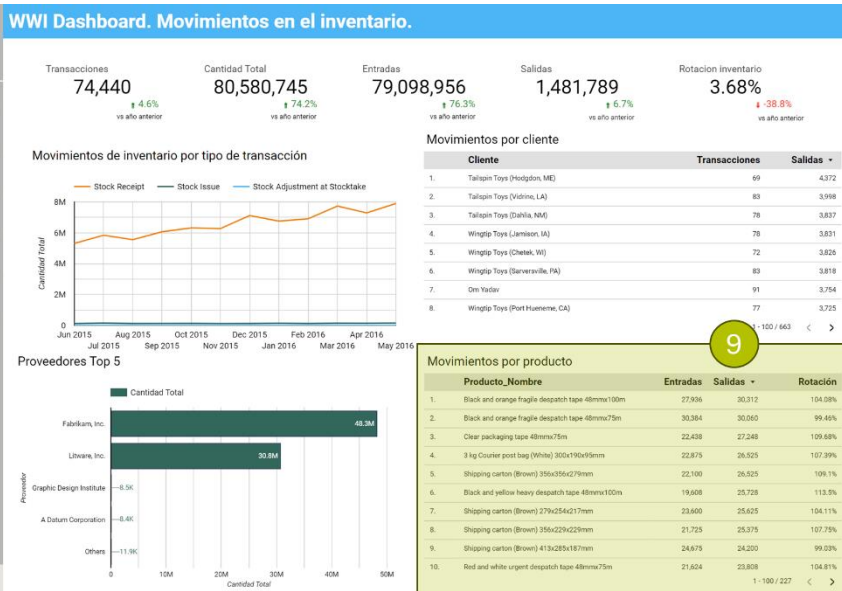 WWI Dashboard. Movimientos en el inventario.
Transacciones
74,440
4.6%
vs año anterior
Cantidad Total
80,580,745
74.2%
vs año anterior
Entradas
79,098,956
76.3%
vs año anterior
Salidas
1,481,789
6.7%
vs año anterior
Rotacion inventario
3.68%
-38.8%
vs año anterior
Movimientos de inventario por tipo de transacción
Stock Receipt Stock Issue Stock Adjustment at Stocktake
Cantidad Total
8M
6M
4M
2M
0
Jun 2015 Aug 2015 Oct 2015 Dec 2015 Feb 2016 Apr 2016
Jul 2015 Sep 2015 Nov 2015 Jan 2016 Mar 2016 May 2016
Movimientos por cliente
Cliente Transacciones Salidas
1. Tailspin Toys (Hodgdon, ME) 69 4,372
2. Tailspin Toys (Vidrine, LA) 83 3,998
3. Tailspin Toys (Dahlia, NM) 78 3,837
4. Wingtip Toys (Jamison, IA) 78 3,831
5. Wingtip Toys (Chetek, WI) 72 3,826
6. Wingtip Toys (Sarversville, PA) 83 3,818
7. Om Yadav 91 3,754
8. Wingtip Toys (Port Hueneme, CA) 77 3,725
1 - 100 / 663
Proveedores Top 5
Cantidad Total
Proveedor
Fabrikam, Inc. 48.3M
Litware, Inc. 30.8M
Graphic Design Institute 8.5K
A Datum Corporation 8.4K
Others 11.9K
0 10M 20M 30M 40M 50M
Cantidad Total
9
Movimientos por producto
Producto_Nombre Entradas Salidas Rotación
1. Black and orange fragile despatch tape 48mmx100m 27,936 30,312 104.08%
2. Black and orange fragile despatch tape 48mmx75m 30,384 30,060 99.46%
3. Clear packaging tape 48mmx75m 22,438 27,248 109.68%
4. 3 kg Courier post bag (White) 300x190x95mm 22,875 26,525 107.39%
5. Shipping carton (Brown) 356x356x279mm 22,100 26,525 109.1%
6. Black and yellow heavy despatch tape 48mmx100m 19,608 25,728 113.5%
7. Shipping carton (Brown) 279x254x217mm 23,600 25,625 104.11%
8. Shipping carton (Brown) 356x229x229mm 21,725 25,375 107.75%
9. Shipping carton (Brown) 413x285x187mm 24,675 24,200 99.03%
10. Red and white urgent despatch tape 48mmx75m 21,624 23,808 104.81%
1 - 100 / 227